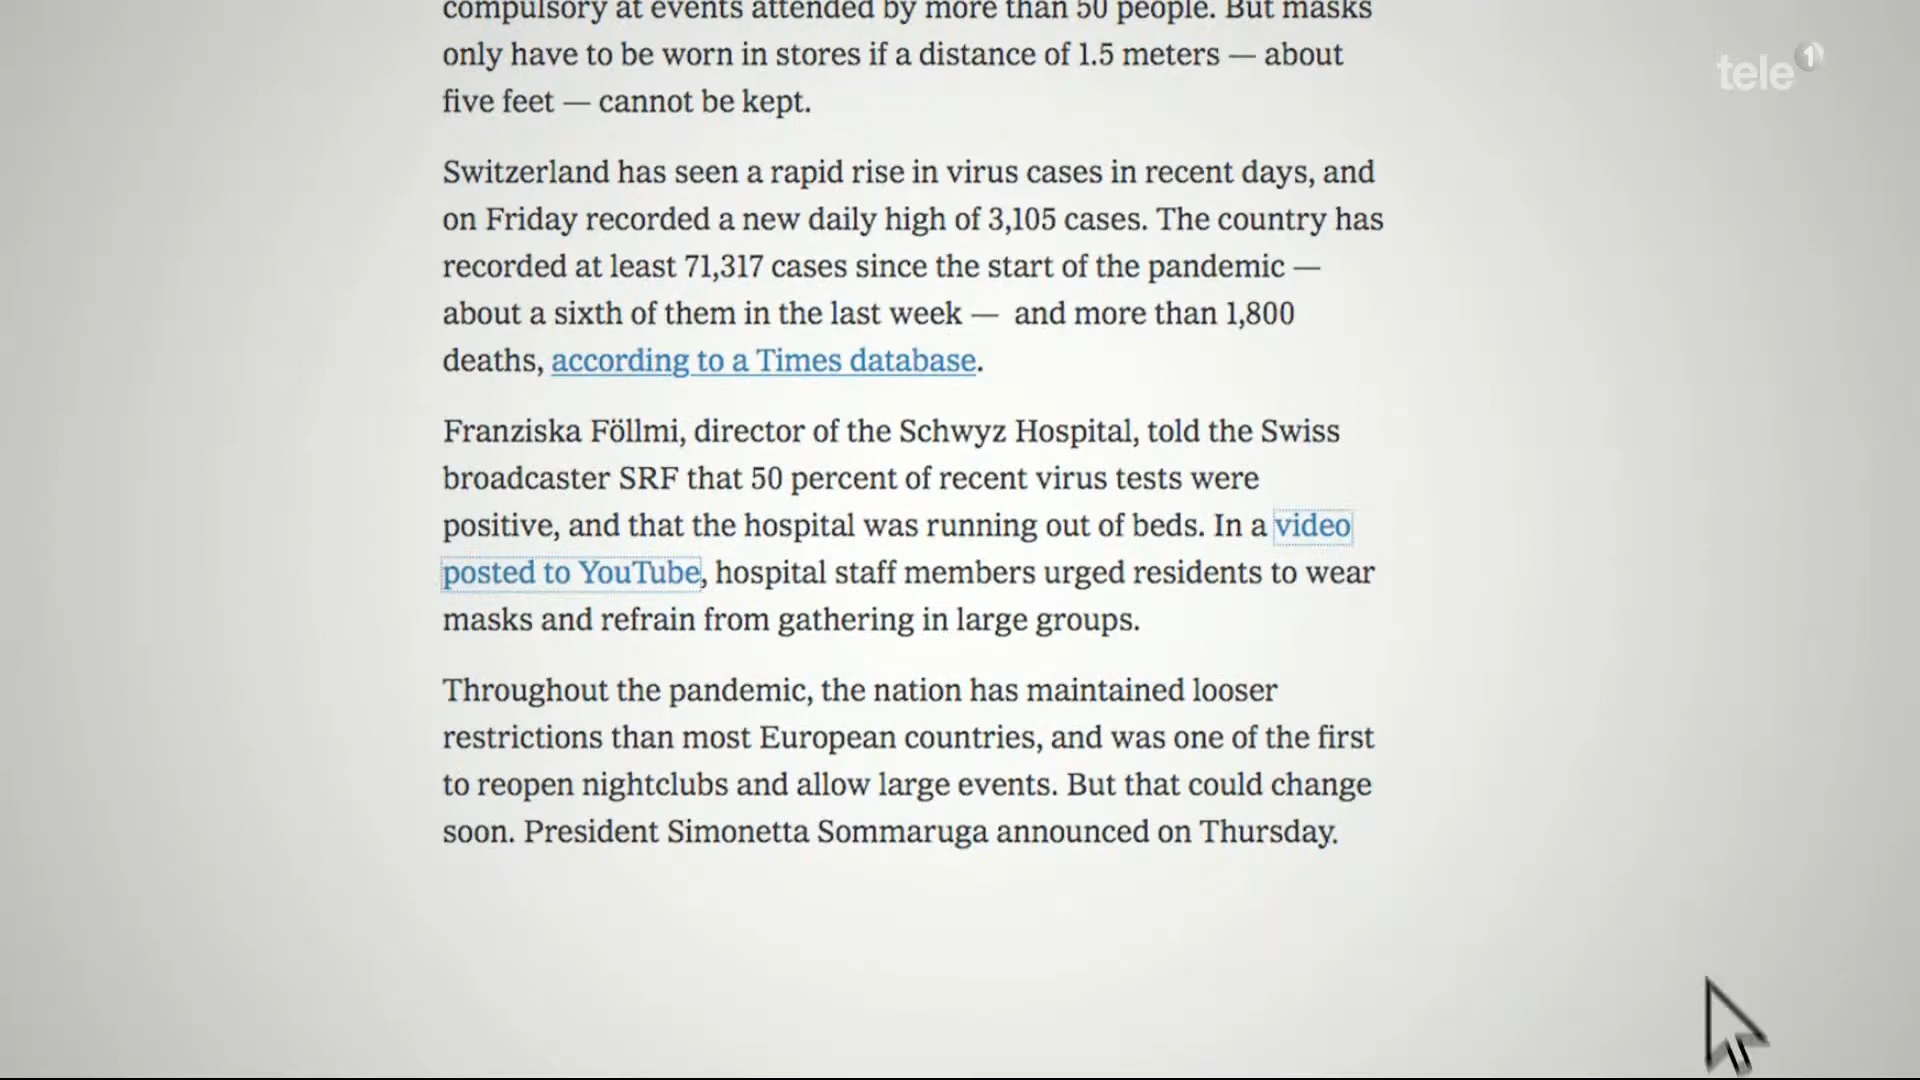 compulsory at events attended by more than 50 people. But masks
only have to be worn in stores if a distance of 1.5 meters — about
five feet — cannot be kept.
Switzerland has seen a rapid rise in virus cases in recent days, and
on Friday recorded a new daily high of 3,105 cases. The country has
recorded at least 71,317 cases since the start of the pandemic —
about a sixth of them in the last week — and more than 1,800
deaths, according to a Times database.
Franziska Föllmi, director of the Schwyz Hospital, told the Swiss
broadcaster SRF that 50 percent of recent virus tests were
positive, and that the hospital was running out of beds. In a video
posted to YouTube, hospital staff members urged residents to wear
masks and refrain from gathering in large groups.
Throughout the pandemic, the nation has maintained looser
restrictions than most European countries, and was one of the first
to reopen nightclubs and allow large events. But that could change
soon. President Simonetta Sommaruga announced on Thursday.
tele 1